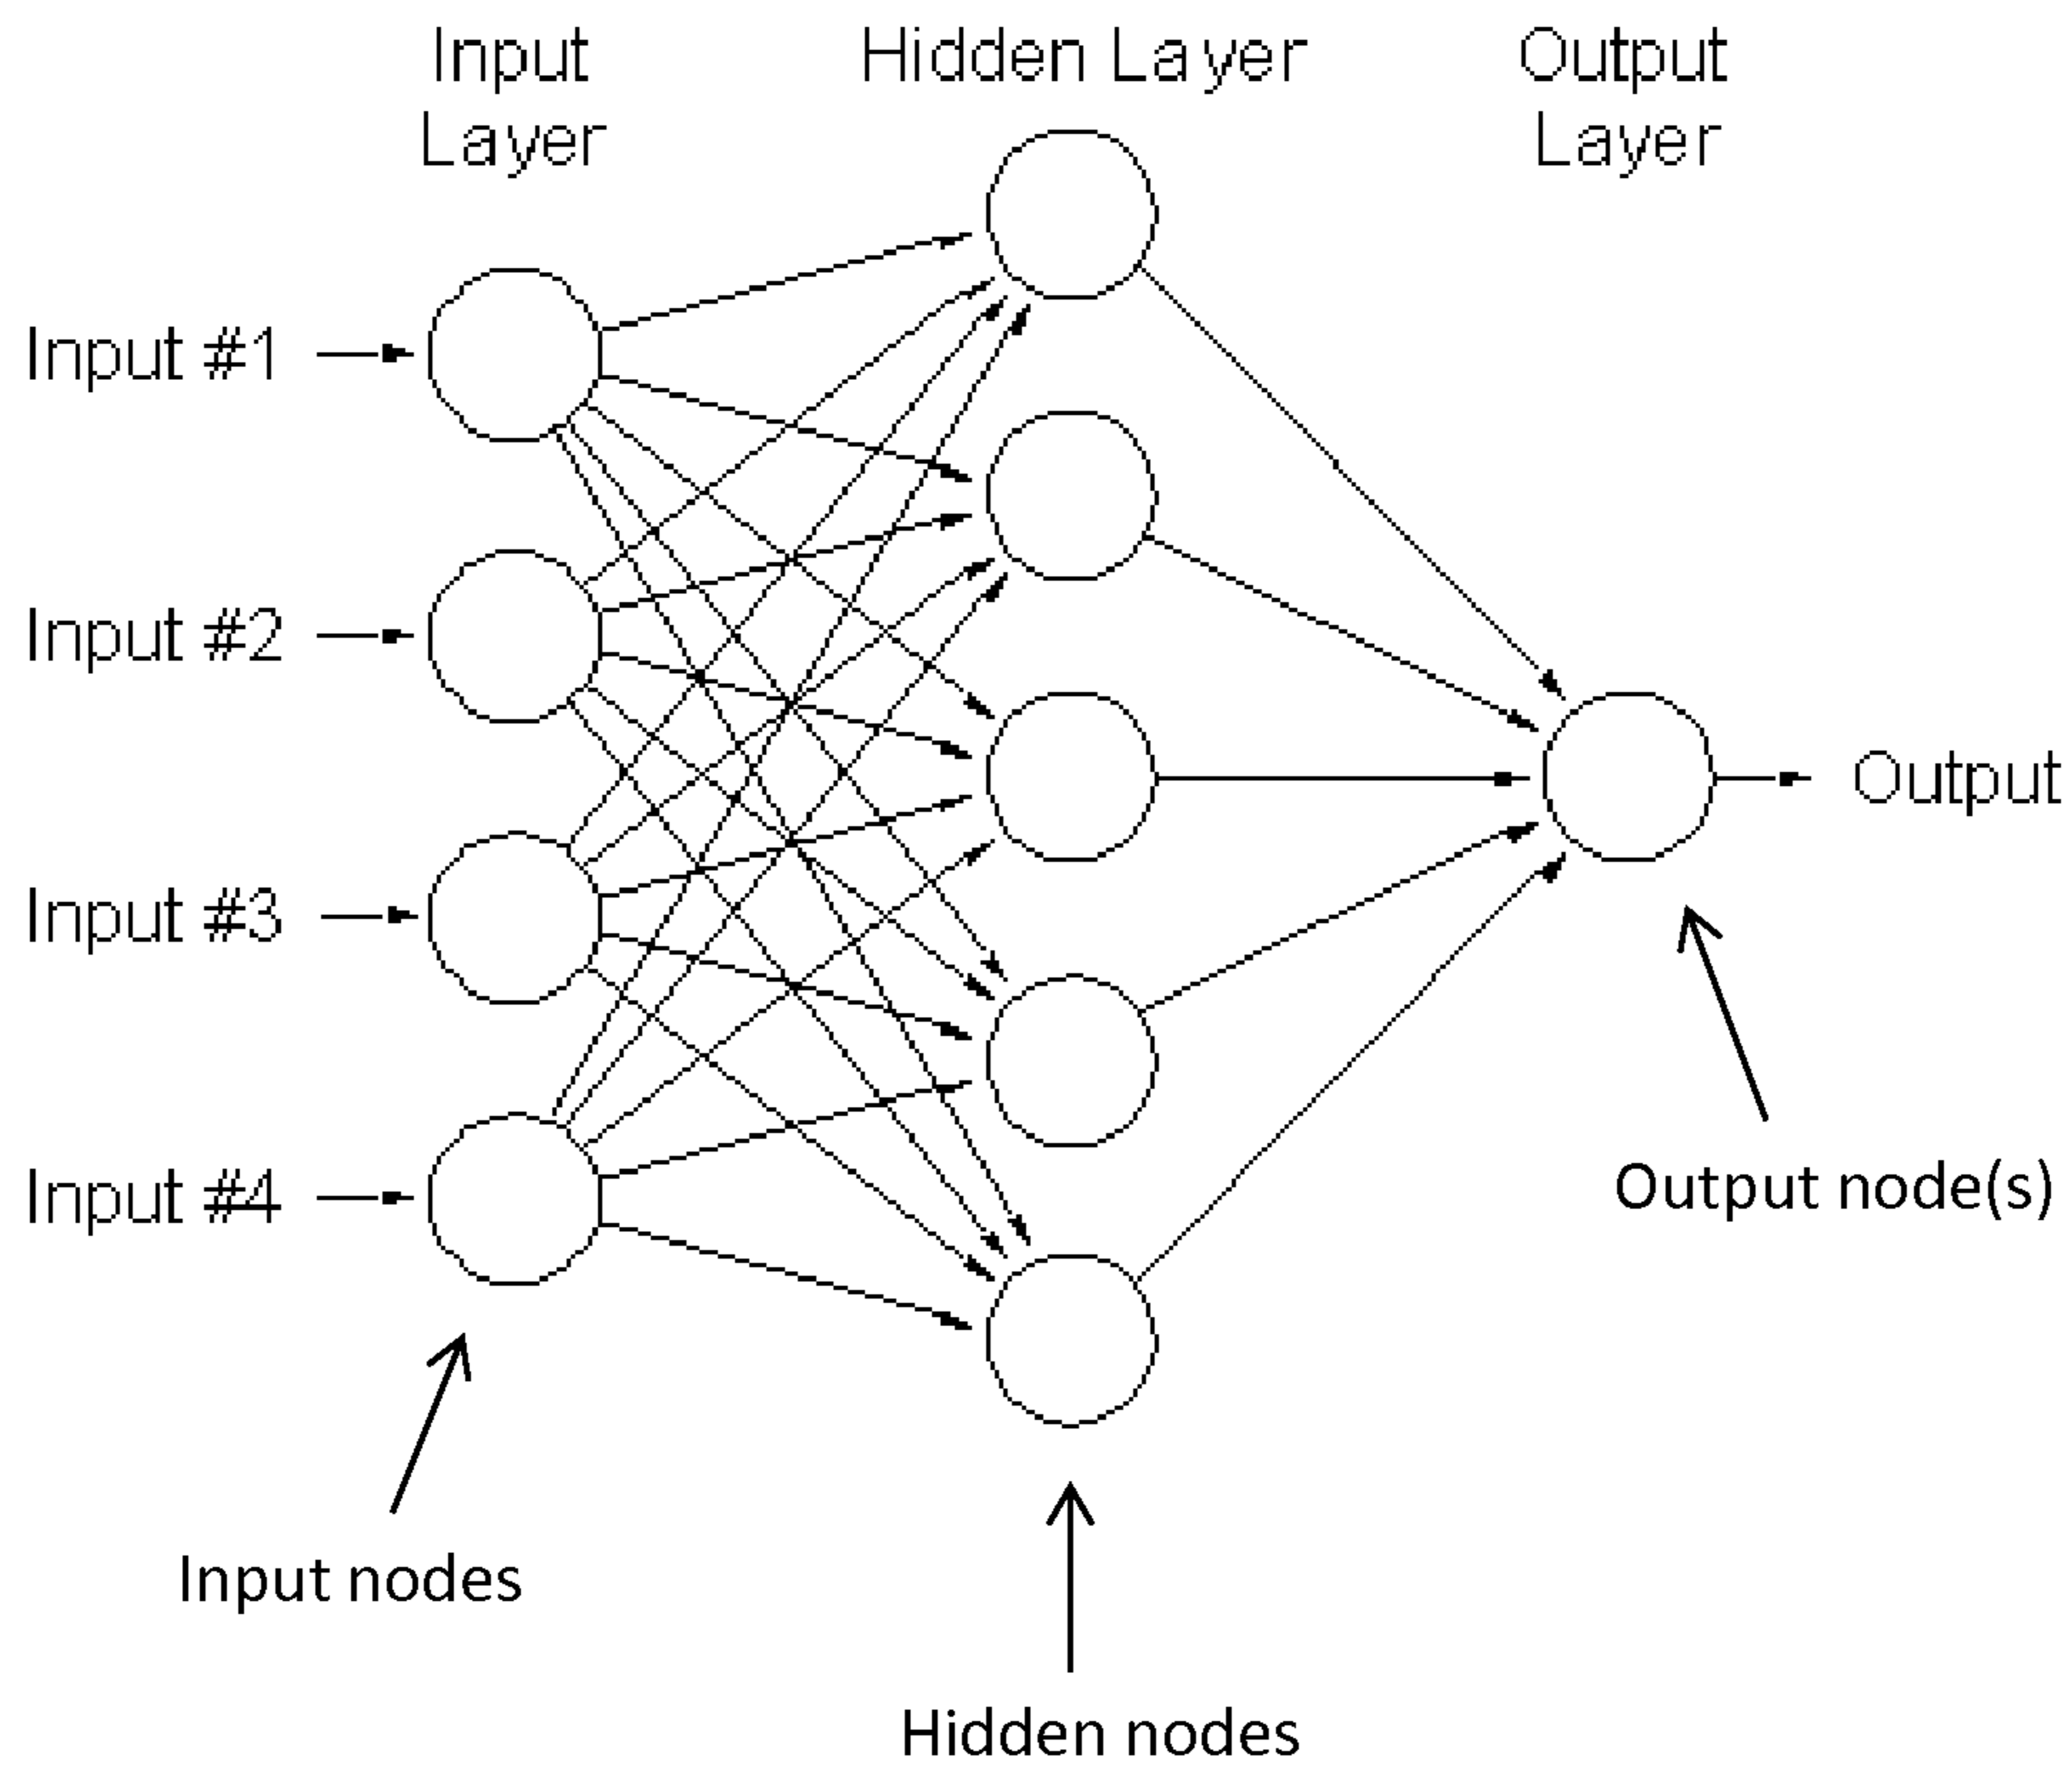 Input
Layer
Hidden Layer
Output
Layer
Input #1
Input #2
Input #3
Input #4
Output
Output node(s)
Input nodes
Hidden nodes